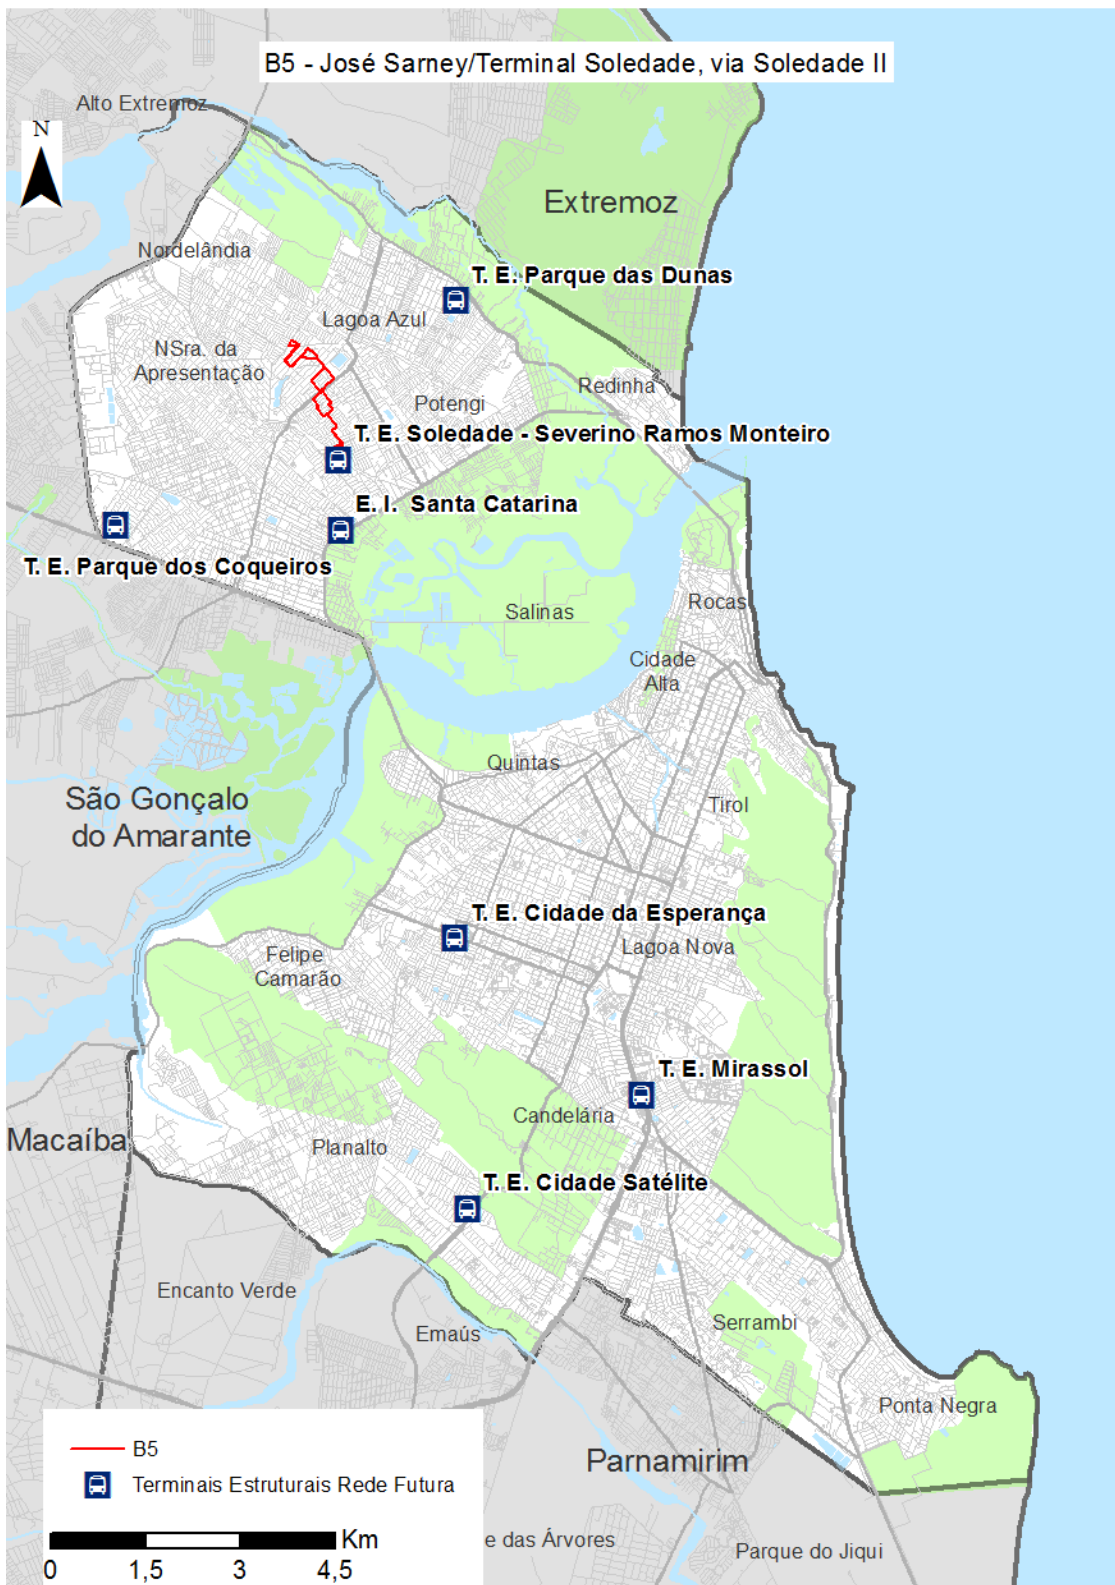 B5 - José Sarney/Terminal Soledade, via Soledade II
Alto Extremoz
N
Extremoz
Nordelândia
T. E. Parque das Dunas
Lagoa Azul
NSra. da
Apresentação
Redinha
Potengi
T. E. Soledade - Severino Ramos Monteiro
E. I. Santa Catarina
T. E. Parque dos Coqueiros
Rocas
Salinas
Cidade
Alta
Quintas
São Gonçalo
do Amarante
Tirol
T. E. Cidade da Esperança
Lagoa Nova
Felipe
Camarão
T. E. Mirassol
Candelária
Macaíba
Planalto
T. E. Cidade Satélite
Encanto Verde
Emaús
Serrambi
Ponta Negra
Parnamirim
B5
Terminais Estruturais Rede Futura
Km
0 1,5 3 4,5
e das Árvores
Parque do Jiqui